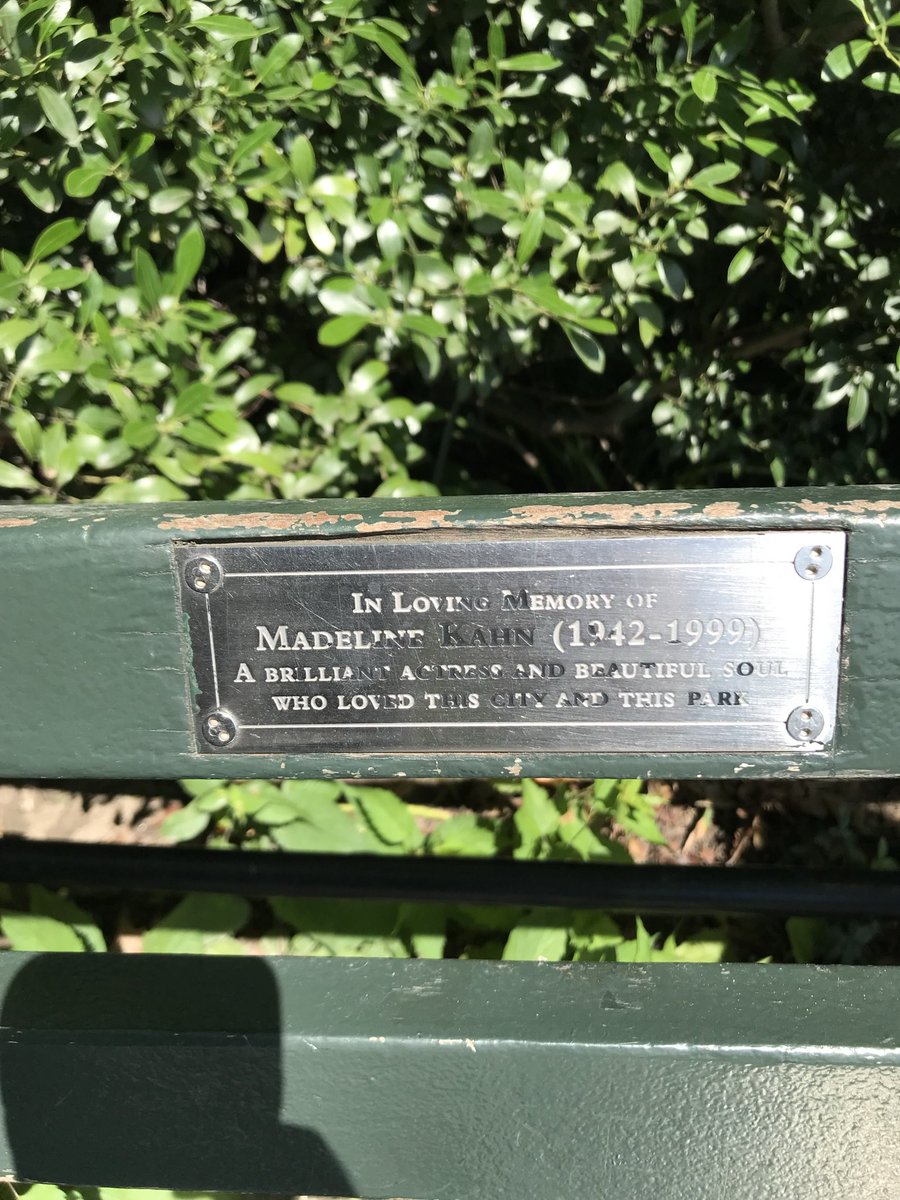 In Loving Memory of
Madeline Kahn (1942-1999)
A brilliant actress and beautiful soul
who loved this city and this park